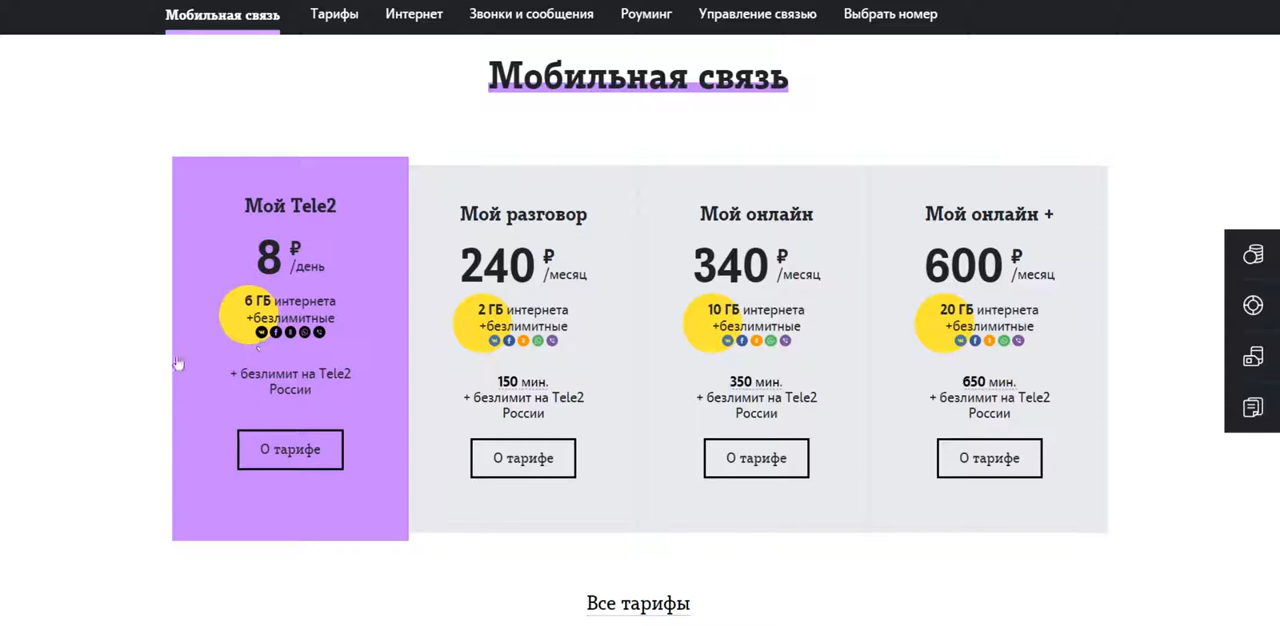 Мобильная связь Тарифы Интернет Звонки и сообщения Роуминг Управление связью Выбрать номер
Мобильная связь
Мой Tele2
8 ₽
/день
6 ГБ интернета
+безлимитные
+ безлимит на Tele2
России
О тарифе
Мой разговор
240 ₽
/месяц
2 ГБ интернета
+безлимитные
150 мин.
+ безлимит на Tele2
России
О тарифе
Мой онлайн
340 ₽
/месяц
10 ГБ интернета
+безлимитные
350 мин.
+ безлимит на Tele2
России
О тарифе
Мой онлайн +
600 ₽
/месяц
20 ГБ интернета
+безлимитные
650 мин.
+ безлимит на Tele2
России
О тарифе
Все тарифы